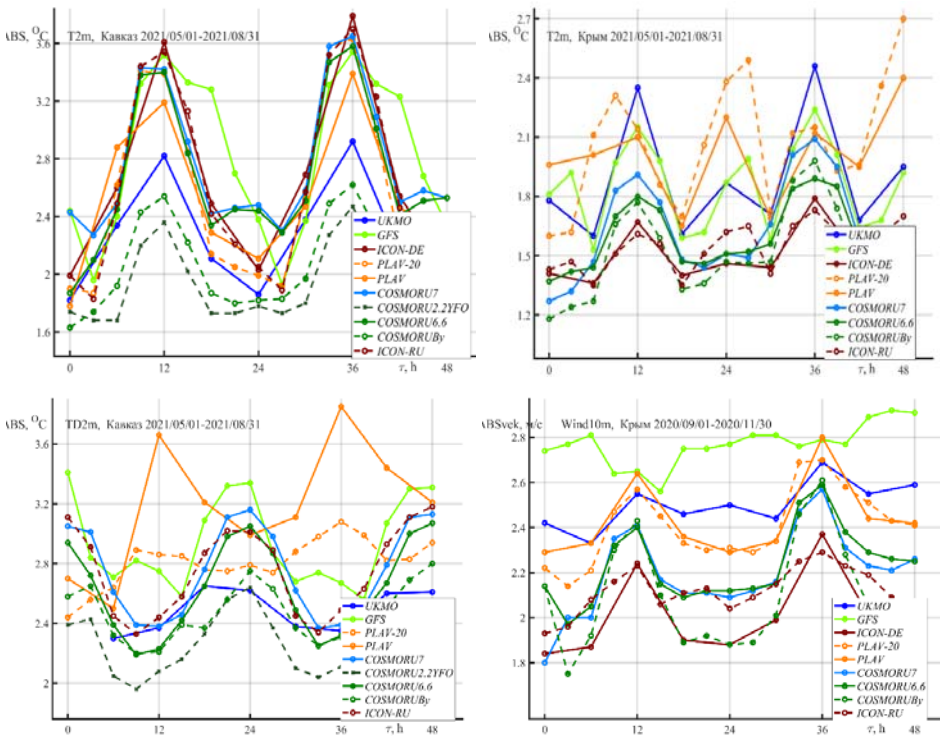 ABS, °C
T2m, Кавказ 2021/05/01-2021/08/31
3.6
3.2
2.8
2.4
2
1.6
0
12
24
36
τ, h
48
UKMO
GFS
ICON-DE
PLAV-20
PLAV
COSMORU7
COSMORU2.2YFO
COSMORU6.6
COSMORUBy
ICON-RU
ABS, °C
T2m, Крым 2021/05/01-2021/08/31
2.7
2.4
2.1
1.8
1.5
1.2
0
12
24
36
τ, h
48
UKMO
GFS
ICON-DE
PLAV-20
PLAV
COSMORU7
COSMORU6.6
COSMORUBy
ICON-RU
ABS, °C
TD2m, Кавказ 2021/05/01-2021/08/31
3.6
3.2
2.8
2.4
2
0
12
24
36
τ, h
48
UKMO
GFS
PLAV-20
PLAV
COSMORU7
COSMORU2.2YFO
COSMORU6.6
COSMORUBy
ICON-RU
ABSvek, м/с
Wind10m, Крым 2020/09/01-2020/11/30
2.8
2.6
2.4
2.2
2
1.8
0
12
24
36
τ, h
48
UKMO
GFS
ICON-DE
PLAV-20
PLAV
COSMORU7
COSMORU6.6
COSMORUBy
ICON-RU